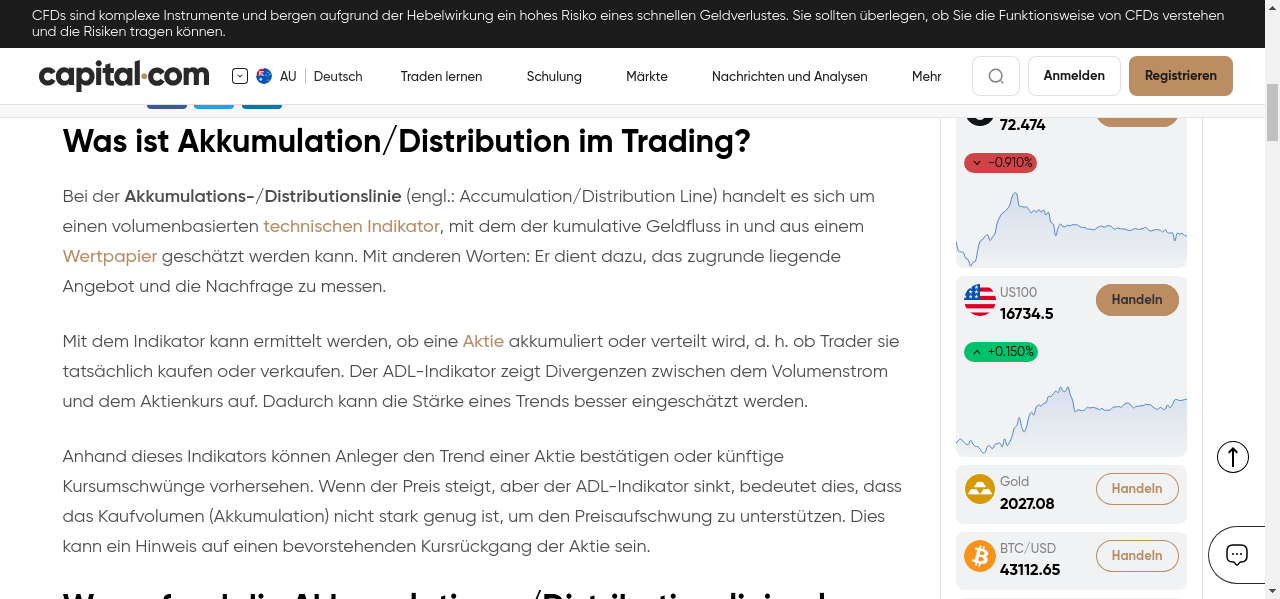 CFDs sind komplexe Instrumente und bergen aufgrund der Hebelwirkung ein hohes Risiko eines schnellen Geldverlustes. Sie sollten überlegen, ob Sie die Funktionsweise von CFDs verstehen
und die Risiken tragen können.
capital.com
AU
Deutsch
Traden lernen
Schulung
Märkte
Nachrichten und Analysen
Mehr
Anmelden
Registrieren
Was ist Akkumulation/Distribution im Trading?
Bei der Akkumulations-/Distributionslinie (engl.: Accumulation/Distribution Line) handelt es sich um
einen volumenbasierten technischen Indikator, mit dem der kumulative Geldfluss in und aus einem
Wertpapier geschätzt werden kann. Mit anderen Worten: Er dient dazu, das zugrunde liegende
Angebot und die Nachfrage zu messen.
Mit dem Indikator kann ermittelt werden, ob eine Aktie akkumuliert oder verteilt wird, d. h. ob Trader sie
tatsächlich kaufen oder verkaufen. Der ADL-Indikator zeigt Divergenzen zwischen dem Volumenstrom
und dem Aktienkurs auf. Dadurch kann die Stärke eines Trends besser eingeschätzt werden.
Anhand dieses Indikators können Anleger den Trend einer Aktie bestätigen oder künftige
Kursumschwünge vorhersehen. Wenn der Preis steigt, aber der ADL-Indikator sinkt, bedeutet dies, dass
das Kaufvolumen (Akkumulation) nicht stark genug ist, um den Preisaufschwung zu unterstützen. Dies
kann ein Hinweis auf einen bevorstehenden Kursrückgang der Aktie sein.
72.474
-0.910%
US100
16734.5
Handeln
+0.150%
Gold
2027.08
Handeln
BTC/USD
43112.65
Handeln